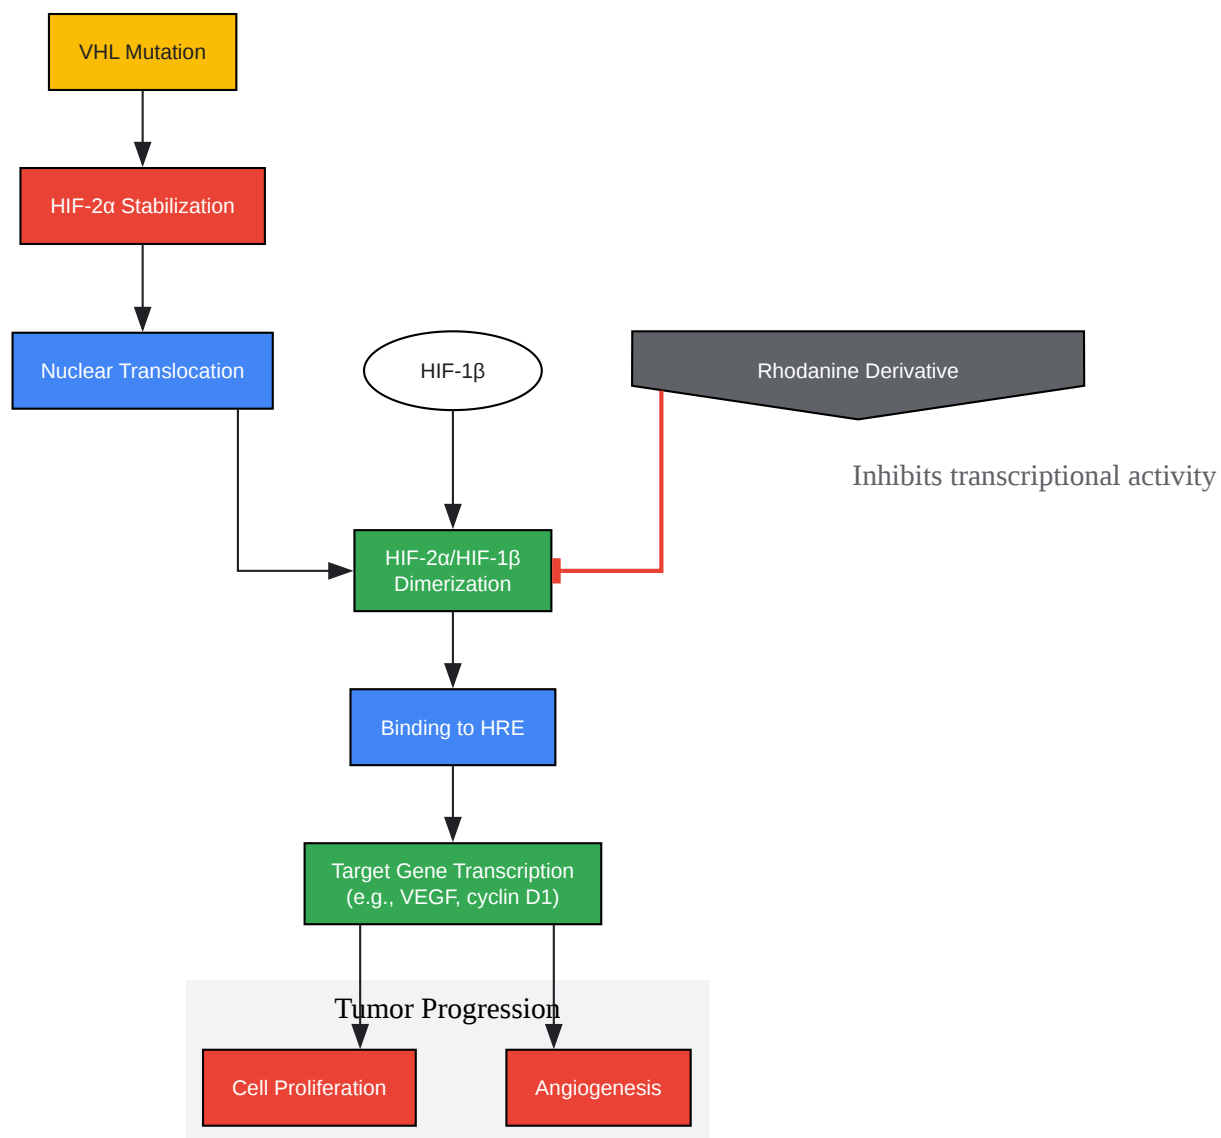 VHL Mutation
HIF-2α Stabilization
Nuclear Translocation
HIF-1β
Rhodanine Derivative
Inhibits transcriptional activity
HIF-2α/HIF-1β
Dimerization
Binding to HRE
Target Gene Transcription
(e.g., VEGF, cyclin D1)
Tumor Progression
Cell Proliferation
Angiogenesis